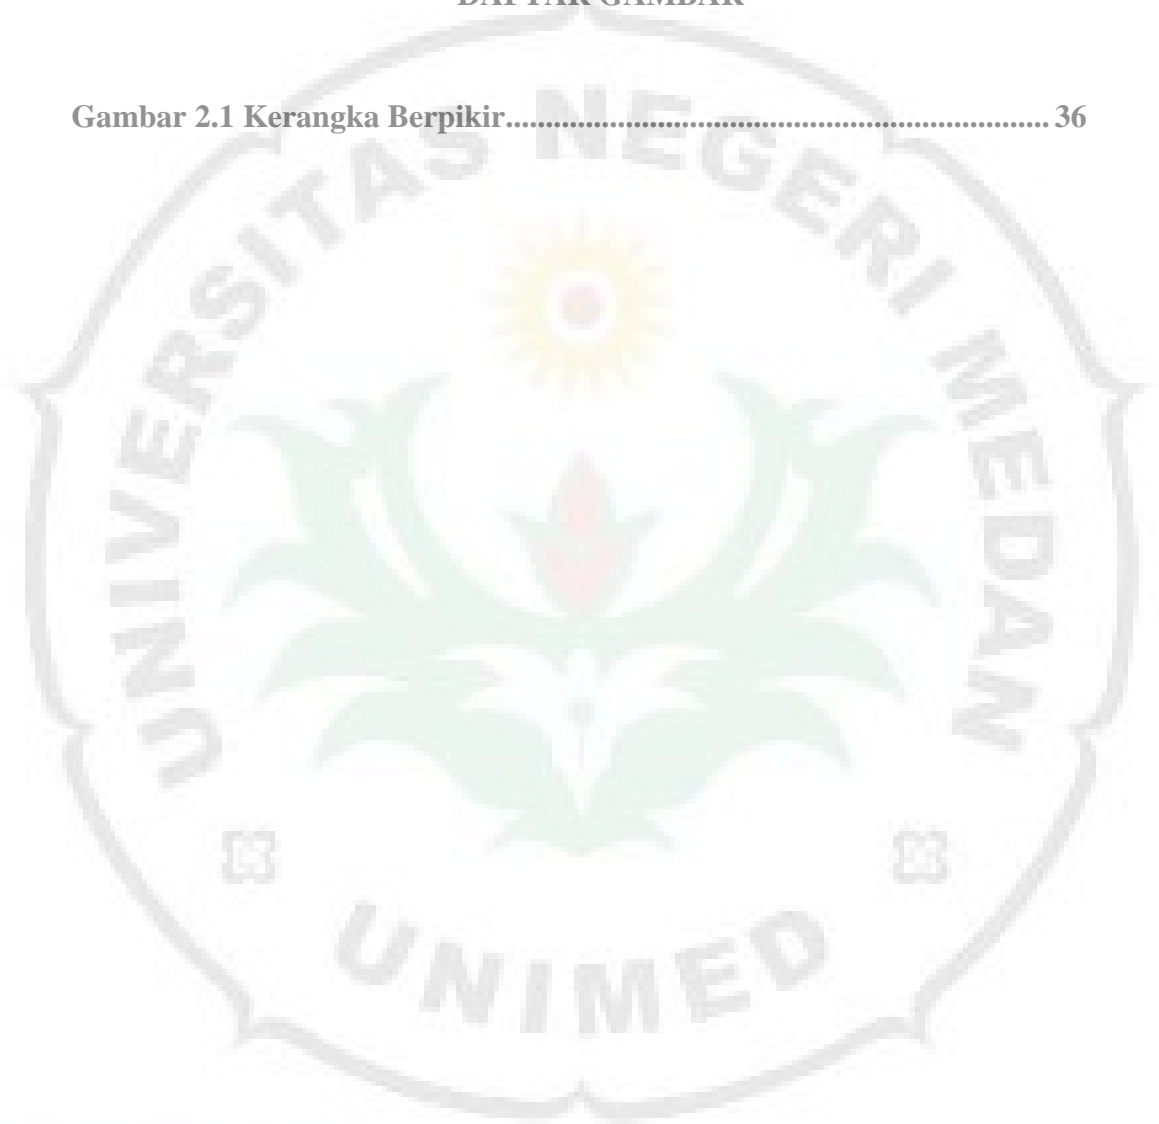 DAFTAR GAMBAR
Gambar 2.1 Kerangka Berpikir.......................................................................... 36
UNIVERSITAS NEGERI MEDAN
UNIMED